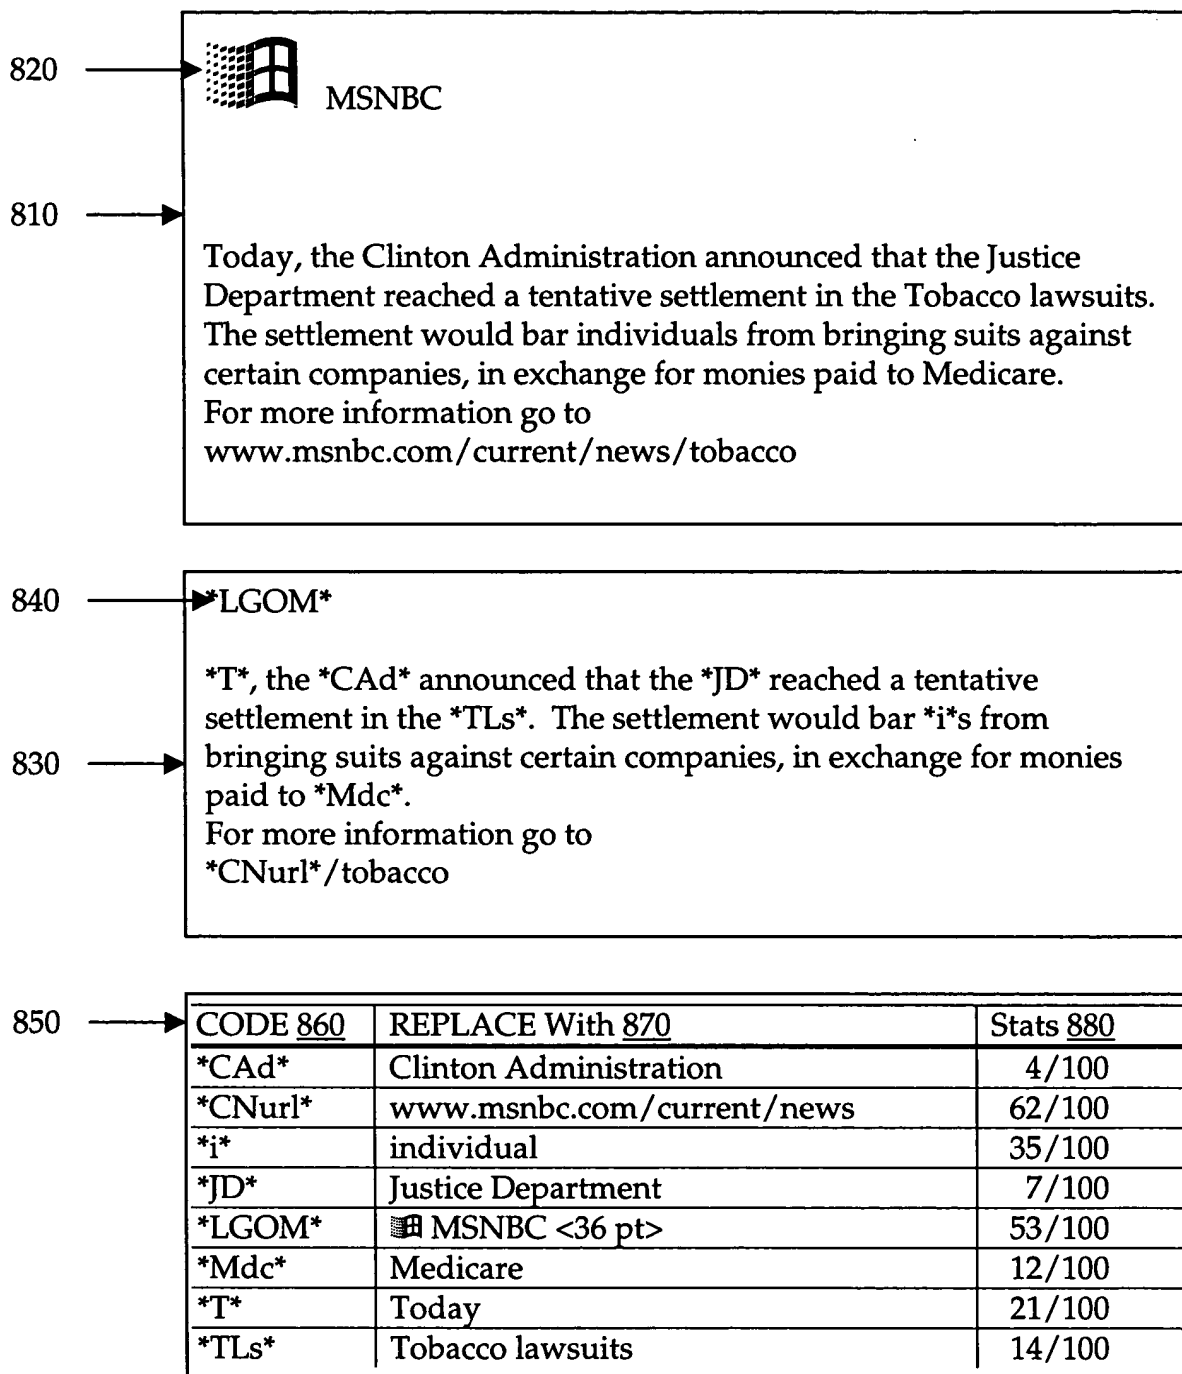 820
MSNBC
810
Today, the Clinton Administration announced that the Justice
Department reached a tentative settlement in the Tobacco lawsuits.
The settlement would bar individuals from bringing suits against
certain companies, in exchange for monies paid to Medicare.
For more information go to
www.msnbc.com/current/news/tobacco
840
*LGOM*
*T*, the *CAd* announced that the *JD* reached a tentative
settlement in the *TLs*. The settlement would bar *i*s from
830
bringing suits against certain companies, in exchange for monies
paid to *Mdc*.
For more information go to
*CNurl*/tobacco
850
CODE 860 REPLACE With 870 Stats 880
*CAd* Clinton Administration 4/100
*CNurl* www.msnbc.com/current/news 62/100
*i* individual 35/100
*JD* Justice Department 7/100
*LGOM* MSNBC <36 pt> 53/100
*Mdc* Medicare 12/100
*T* Today 21/100
*TLs* Tobacco lawsuits 14/100